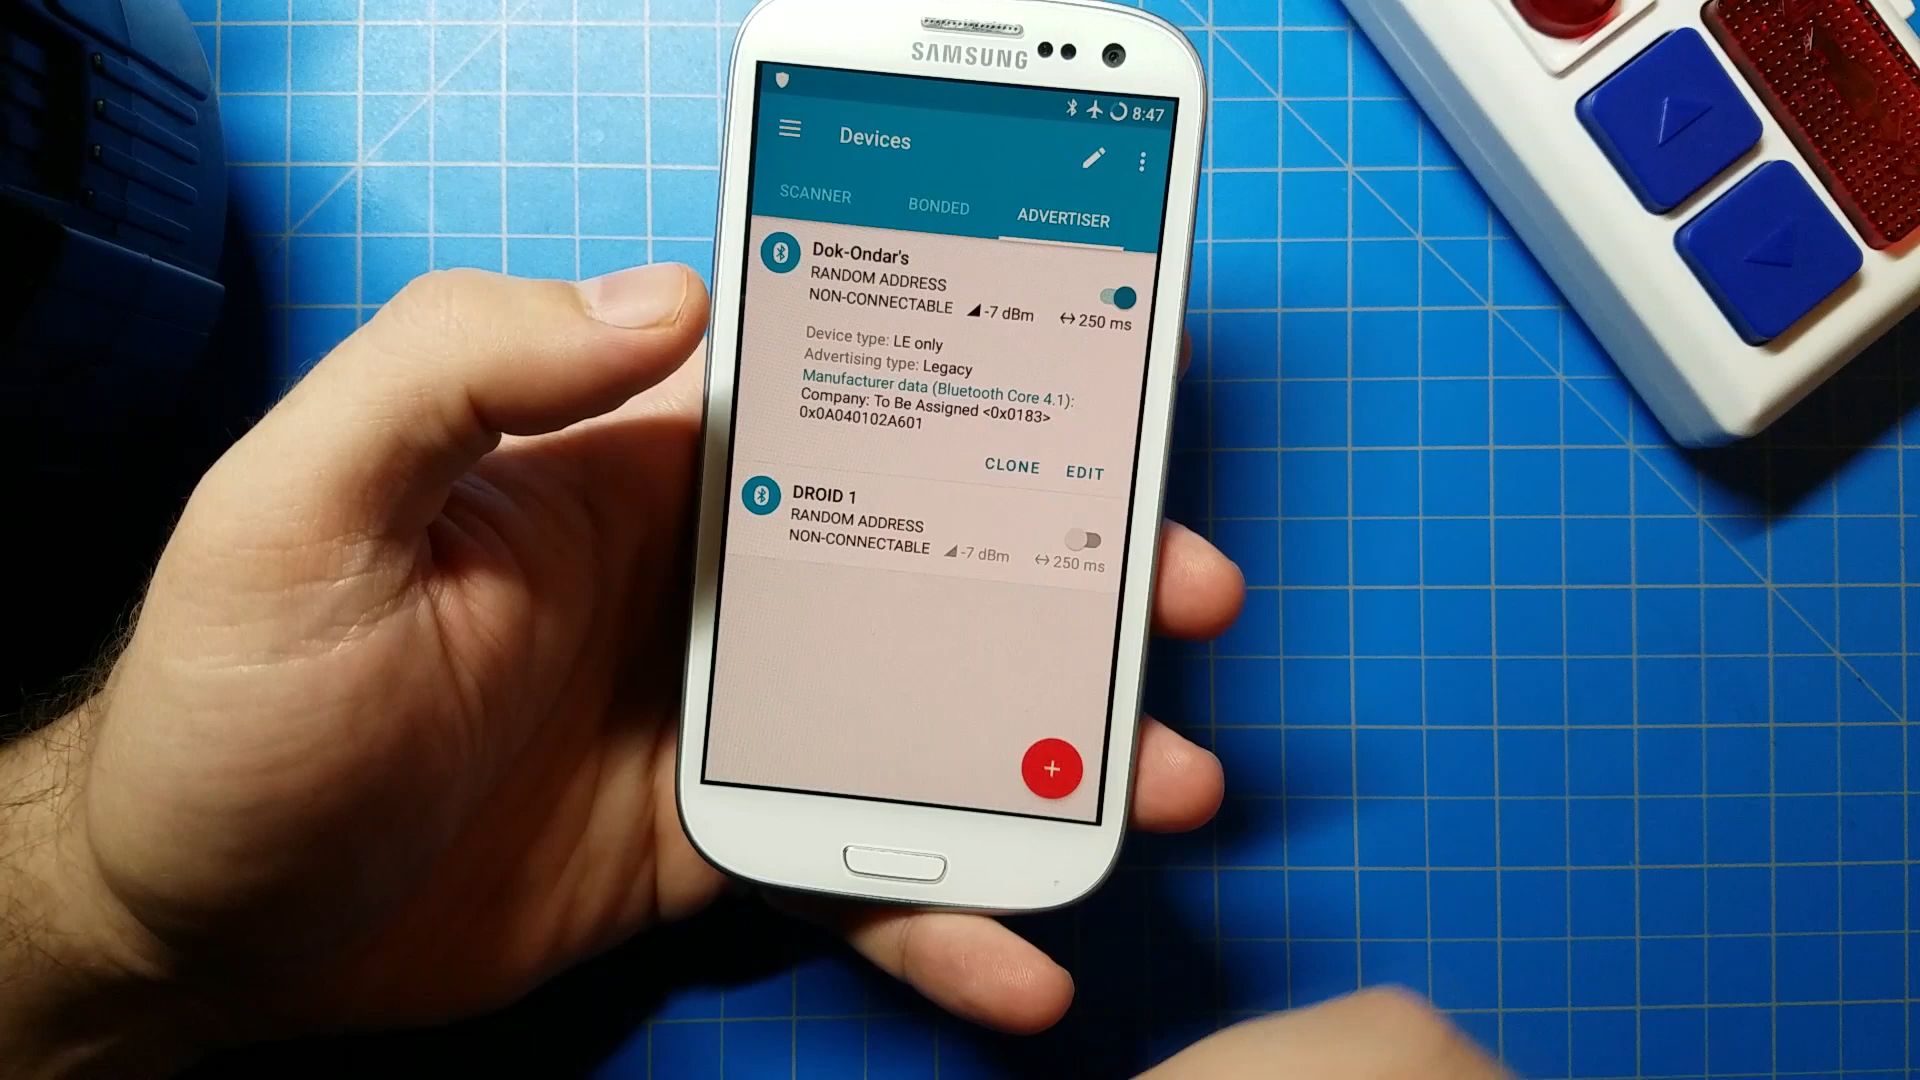 SAMSUNG
8:47
Devices
SCANNER BONDED ADVERTISER
Dok-Ondar's
RANDOM ADDRESS
NON-CONNECTABLE -7 dBm 250 ms
Device type: LE only
Advertising type: Legacy
Manufacturer data (Bluetooth Core 4.1):
Company: To Be Assigned <0x0183>
0x0A040102A601
CLONE EDIT
DROID 1
RANDOM ADDRESS
NON-CONNECTABLE -7 dBm 250 ms